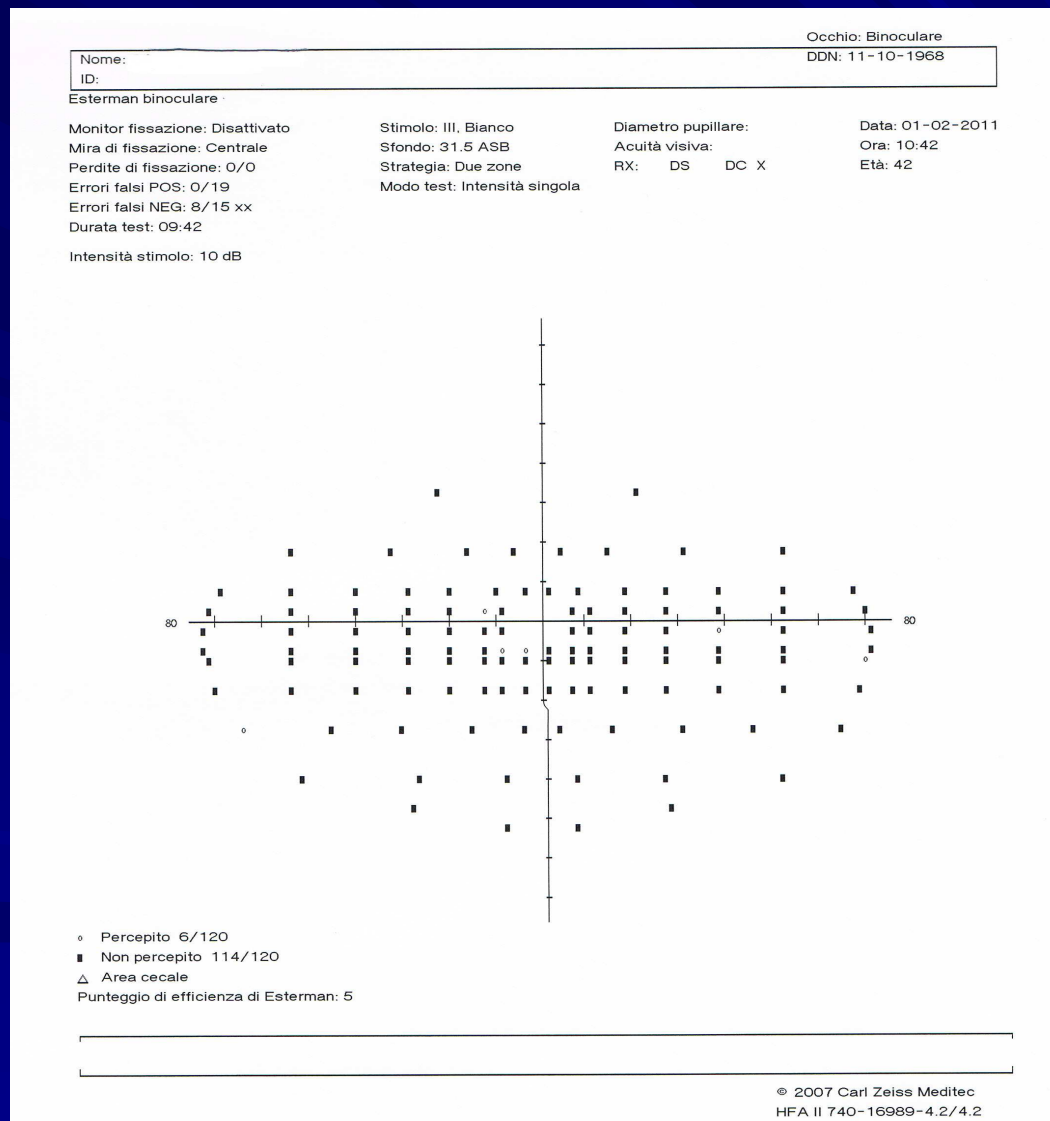 Occhio: Binoculare
Nome:
DDN: 11-10-1968
ID:
Esterman binoculare
Monitor fissazione: Disattivato
Mira di fissazione: Centrale
Perdite di fissazione: 0/0
Errori falsi POS: 0/19
Errori falsi NEG: 8/15 xx
Durata test: 09:42
Intensità stimolo: 10 dB
Stimolo: III, Bianco
Sfondo: 31.5 ASB
Strategia: Due zone
Modo test: Intensità singola
Diametro pupillare:
Acuità visiva:
RX: DS DC X
Data: 01-02-2011
Ora: 10:42
Età: 42
80
80
Percepito 6/120
Non percepito 114/120
Area cecale
Punteggio di efficienza di Esterman: 5
© 2007 Carl Zeiss Meditec
HFA II 740-16989-4.2/4.2